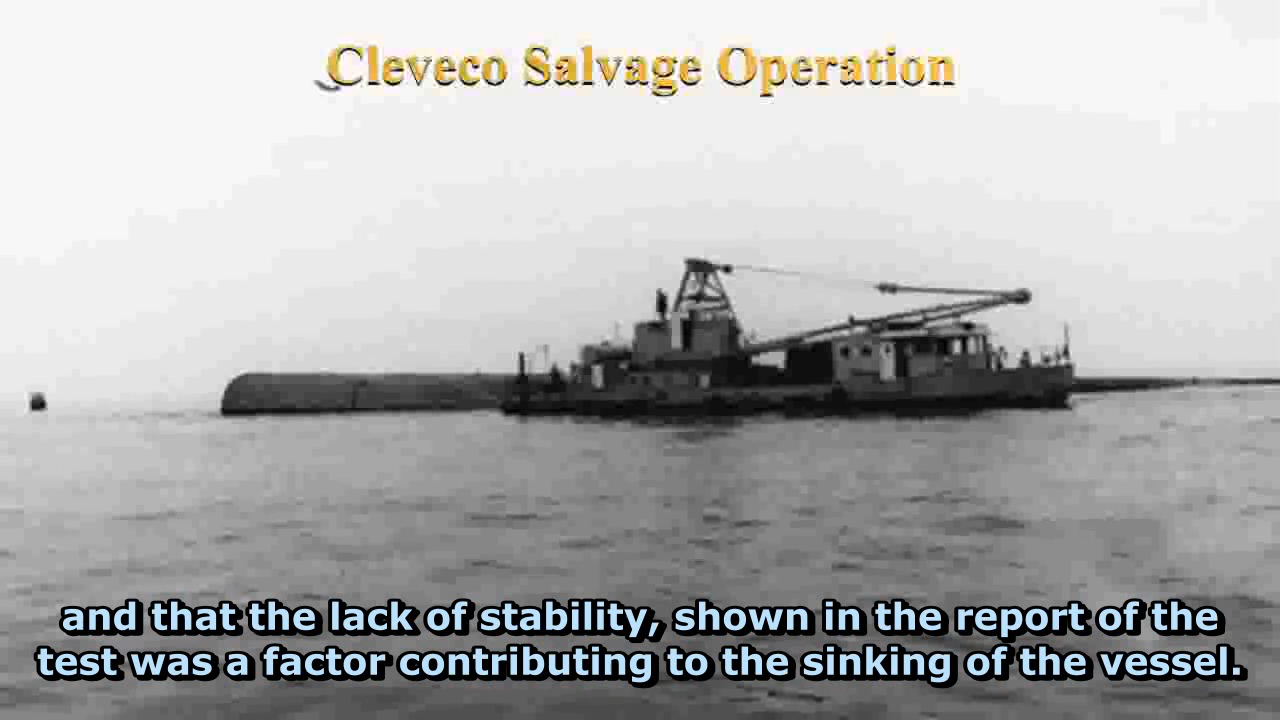 Cleveco Salvage Operation
and that the lack of stability, shown in the report of the
test was a factor contributing to the sinking of the vessel.